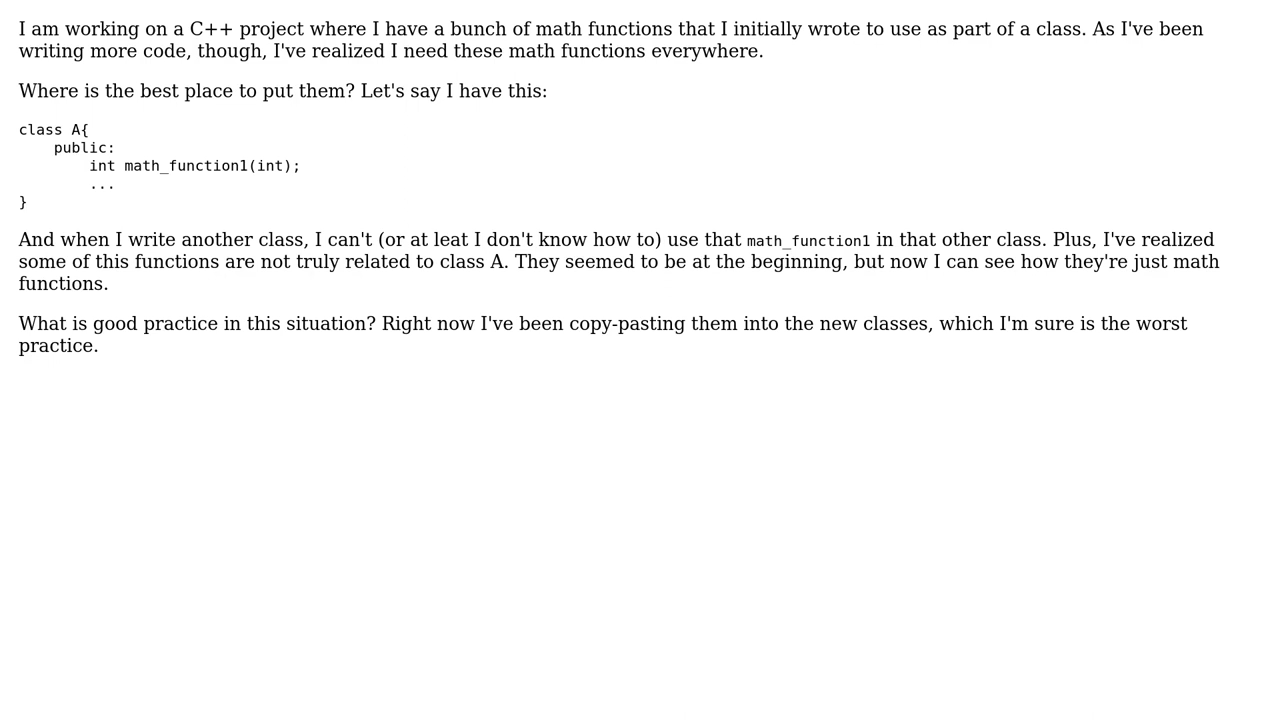 I am working on a C++ project where I have a bunch of math functions that I initially wrote to use as part of a class. As I've been
writing more code, though, I've realized I need these math functions everywhere.
Where is the best place to put them? Let's say I have this:
class A{
    public:
        int math_function1(int);
        ...
}
And when I write another class, I can't (or at leat I don't know how to) use that math_function1 in that other class. Plus, I've realized
some of this functions are not truly related to class A. They seemed to be at the beginning, but now I can see how they're just math
functions.
What is good practice in this situation? Right now I've been copy-pasting them into the new classes, which I'm sure is the worst
practice.